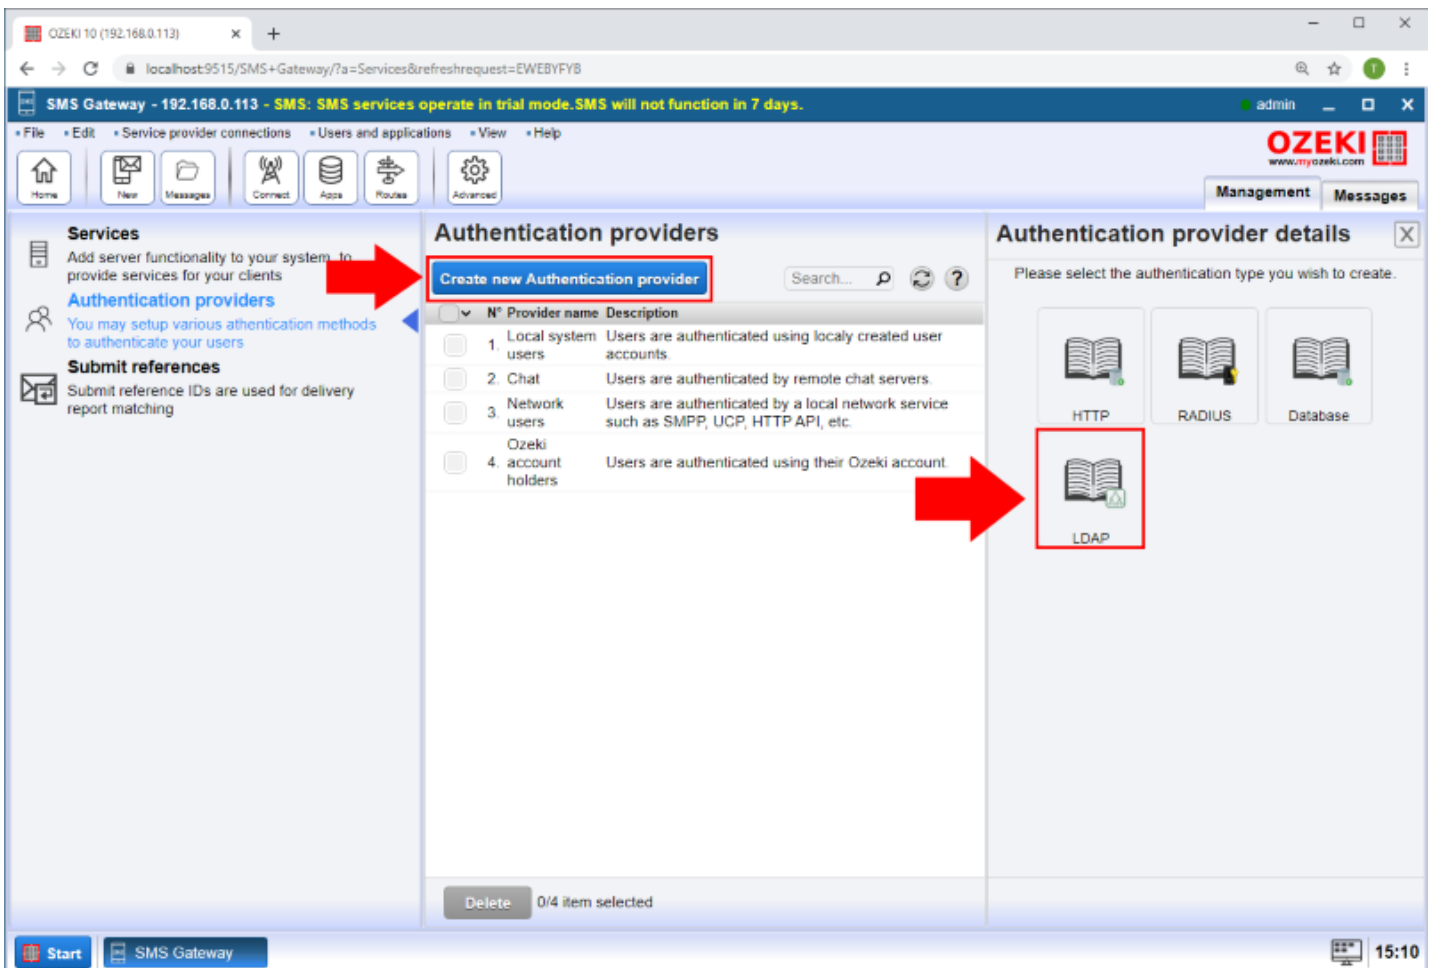 OZEKI 10 (192.168.0.113)
localhost:9515/SMS+Gateway/?a=Services&refreshrequest=EWEBYFYB
T
SMS Gateway - 192.168.0.113 - SMS: SMS services operate in trial mode.SMS will not function in 7 days.
admin
File Edit Service provider connections Users and applications View Help
OZEKI
www.myozeki.com
Home New Messages Connect Apps Routes Advanced
Management Messages
Services
Add server functionality to your system, to
provide services for your clients
Authentication providers
You may setup various athentication methods
to authenticate your users
Submit references
Submit reference IDs are used for delivery
report matching
Authentication providers
Create new Authentication provider
Search...
?
N° Provider name Description
1. Local system users Users are authenticated using localy created user
accounts.
2. Chat Users are authenticated by remote chat servers.
3. Network users Users are authenticated by a local network service
such as SMPP, UCP, HTTP API, etc.
4. Ozeki account holders Users are authenticated using their Ozeki account.
Delete 0/4 item selected
Authentication provider details X
Please select the authentication type you wish to create.
HTTP RADIUS Database
LDAP
Start SMS Gateway
15:10